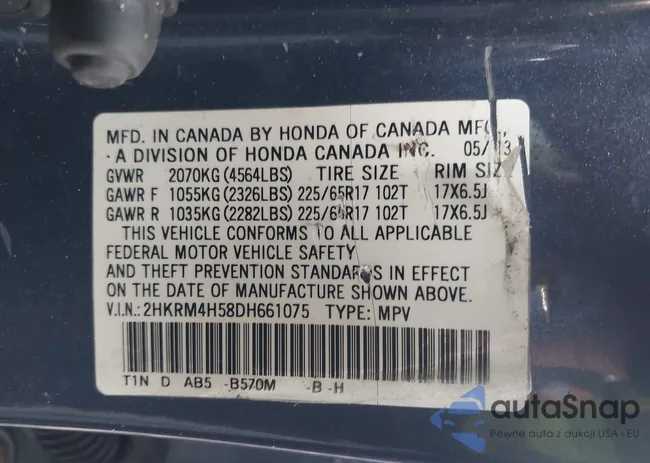 MFD. IN CANADA BY HONDA OF CANADA MFG.,
A DIVISION OF HONDA CANADA INC. 05/13
GVWR 2070KG (4564LBS) TIRE SIZE RIM SIZE
GAWR F 1055KG (2326LBS) 225/65R17 102T 17X6.5J
GAWR R 1035KG (2282LBS) 225/65R17 102T 17X6.5J
THIS VEHICLE CONFORMS TO ALL APPLICABLE
FEDERAL MOTOR VEHICLE SAFETY
AND THEFT PREVENTION STANDARDS IN EFFECT
ON THE DATE OF MANUFACTURE SHOWN ABOVE.
V.I.N.: 2HKRM4H58DH661075 TYPE: MPV
T1N D AB5 -B570M -B -H
autaSnap
Pewne auta z aukcji USA i EU